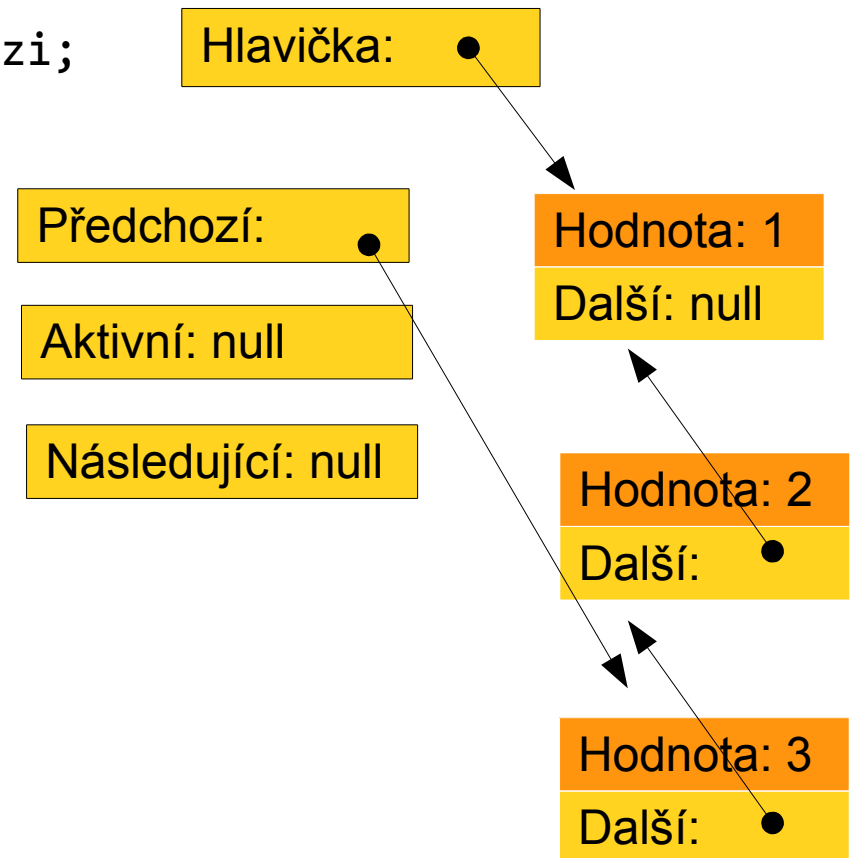 zi;
Hlavička:
Předchozí:
Aktivní: null
Následující: null
Hodnota: 1
Další: null
Hodnota: 2
Další:
Hodnota: 3
Další: